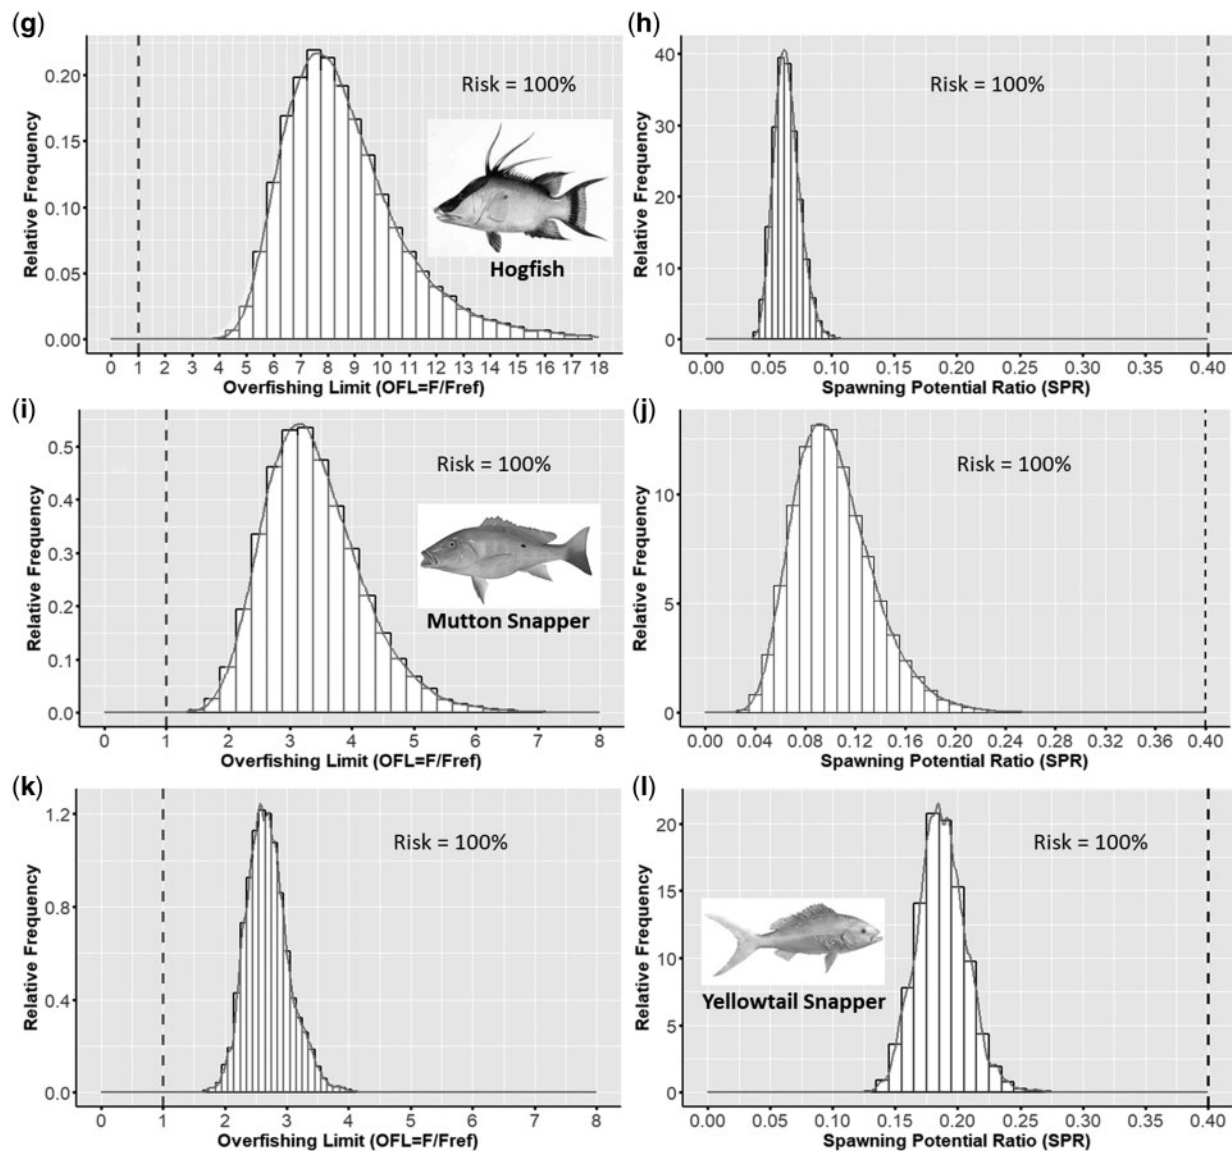 (g)
Relative Frequency
0.20
0.15
0.10
0.05
0.00
Risk = 100%
Hogfish
0 1 2 3 4 5 6 7 8 9 10 11 12 13 14 15 16 17 18
Overfishing Limit (OFL=F/Fref)
(h)
Relative Frequency
40
30
20
10
0
Risk = 100%
0.00 0.05 0.10 0.15 0.20 0.25 0.30 0.35 0.40
Spawning Potential Ratio (SPR)
(i)
Relative Frequency
0.5
0.4
0.3
0.2
0.1
0.0
Risk = 100%
Mutton Snapper
0 1 2 3 4 5 6 7 8
Overfishing Limit (OFL=F/Fref)
(j)
Relative Frequency
10
5
0
Risk = 100%
0.00 0.04 0.08 0.12 0.16 0.20 0.24 0.28 0.32 0.36 0.40
Spawning Potential Ratio (SPR)
(k)
Relative Frequency
1.2
0.8
0.4
0.0
Risk = 100%
0 1 2 3 4 5 6 7 8
Overfishing Limit (OFL=F/Fref)
(l)
Relative Frequency
20
15
10
5
0
Risk = 100%
Yellowtail Snapper
0.00 0.05 0.10 0.15 0.20 0.25 0.30 0.35 0.40
Spawning Potential Ratio (SPR)